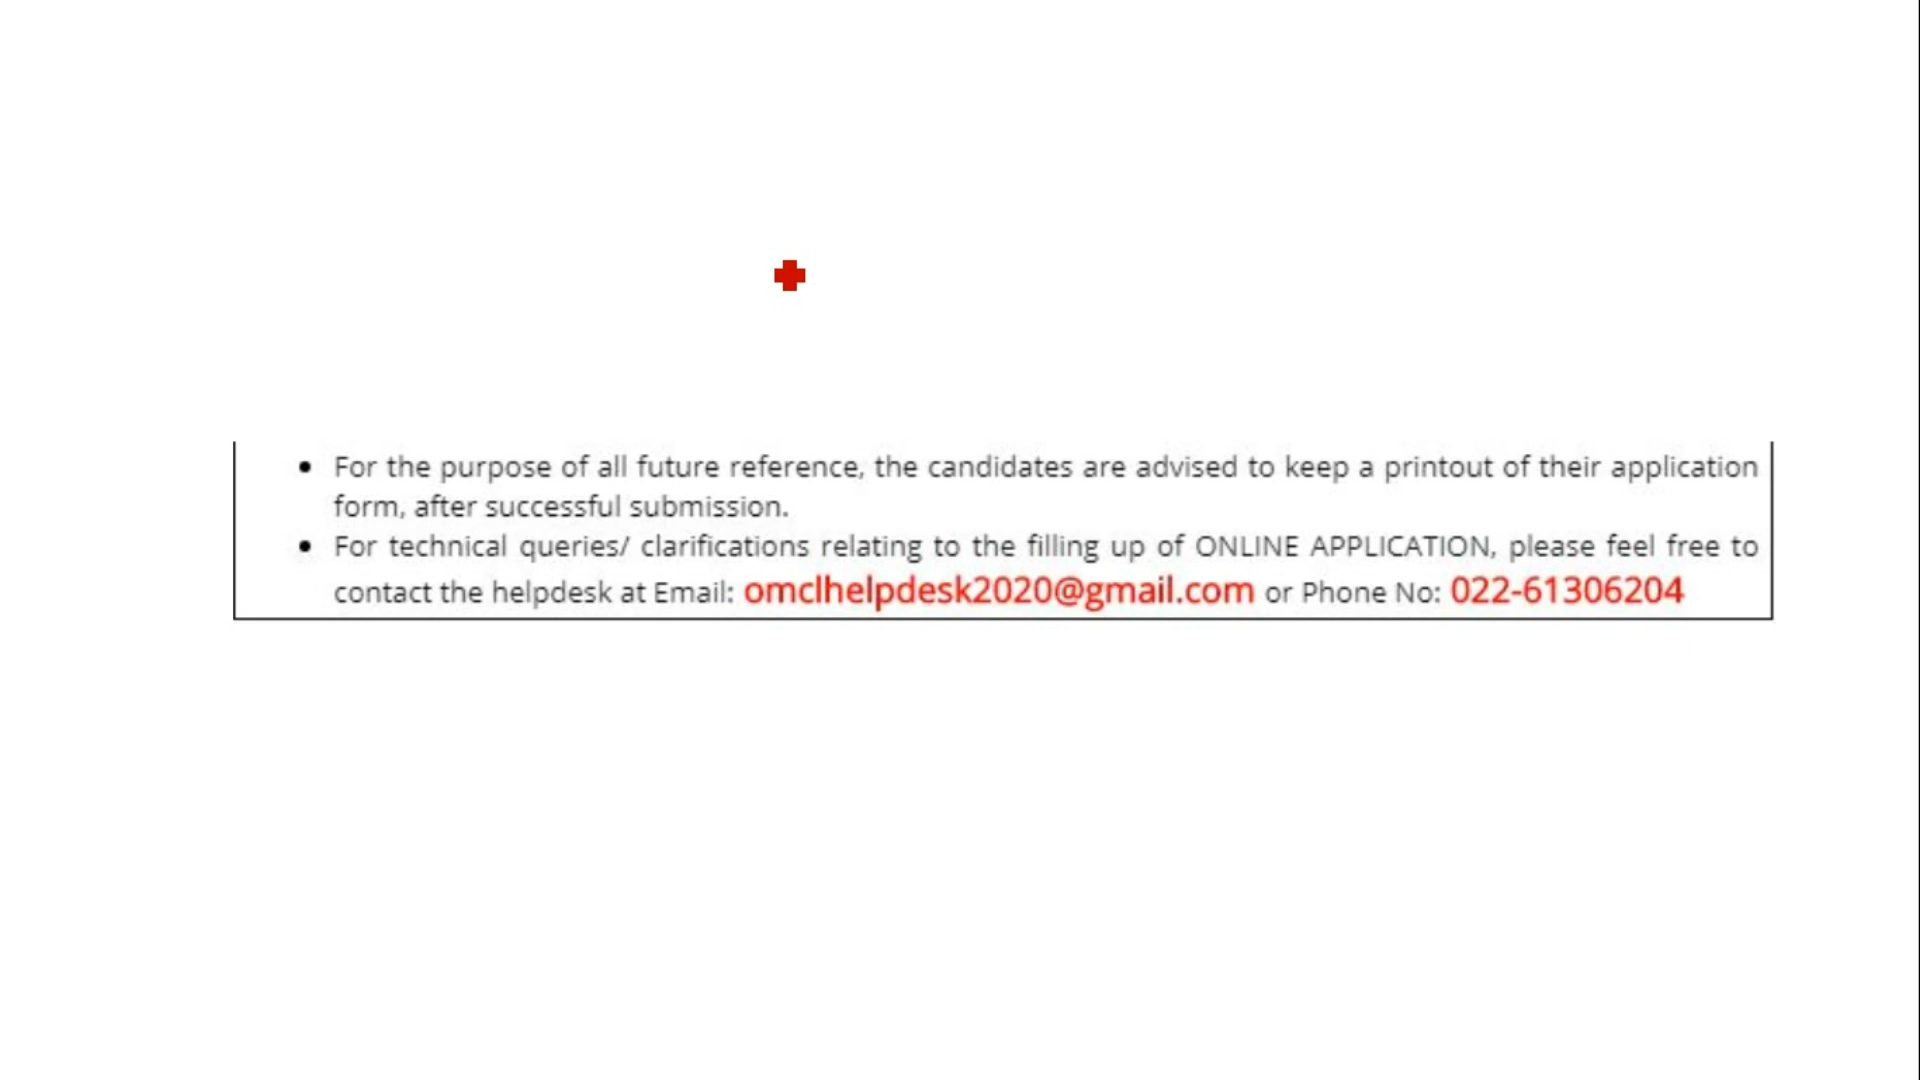 • For the purpose of all future reference, the candidates are advised to keep a printout of their application
form, after successful submission.
• For technical queries/ clarifications relating to the filling up of ONLINE APPLICATION, please feel free to
contact the helpdesk at Email: omclhelpdesk2020@gmail.com or Phone No: 022-61306204